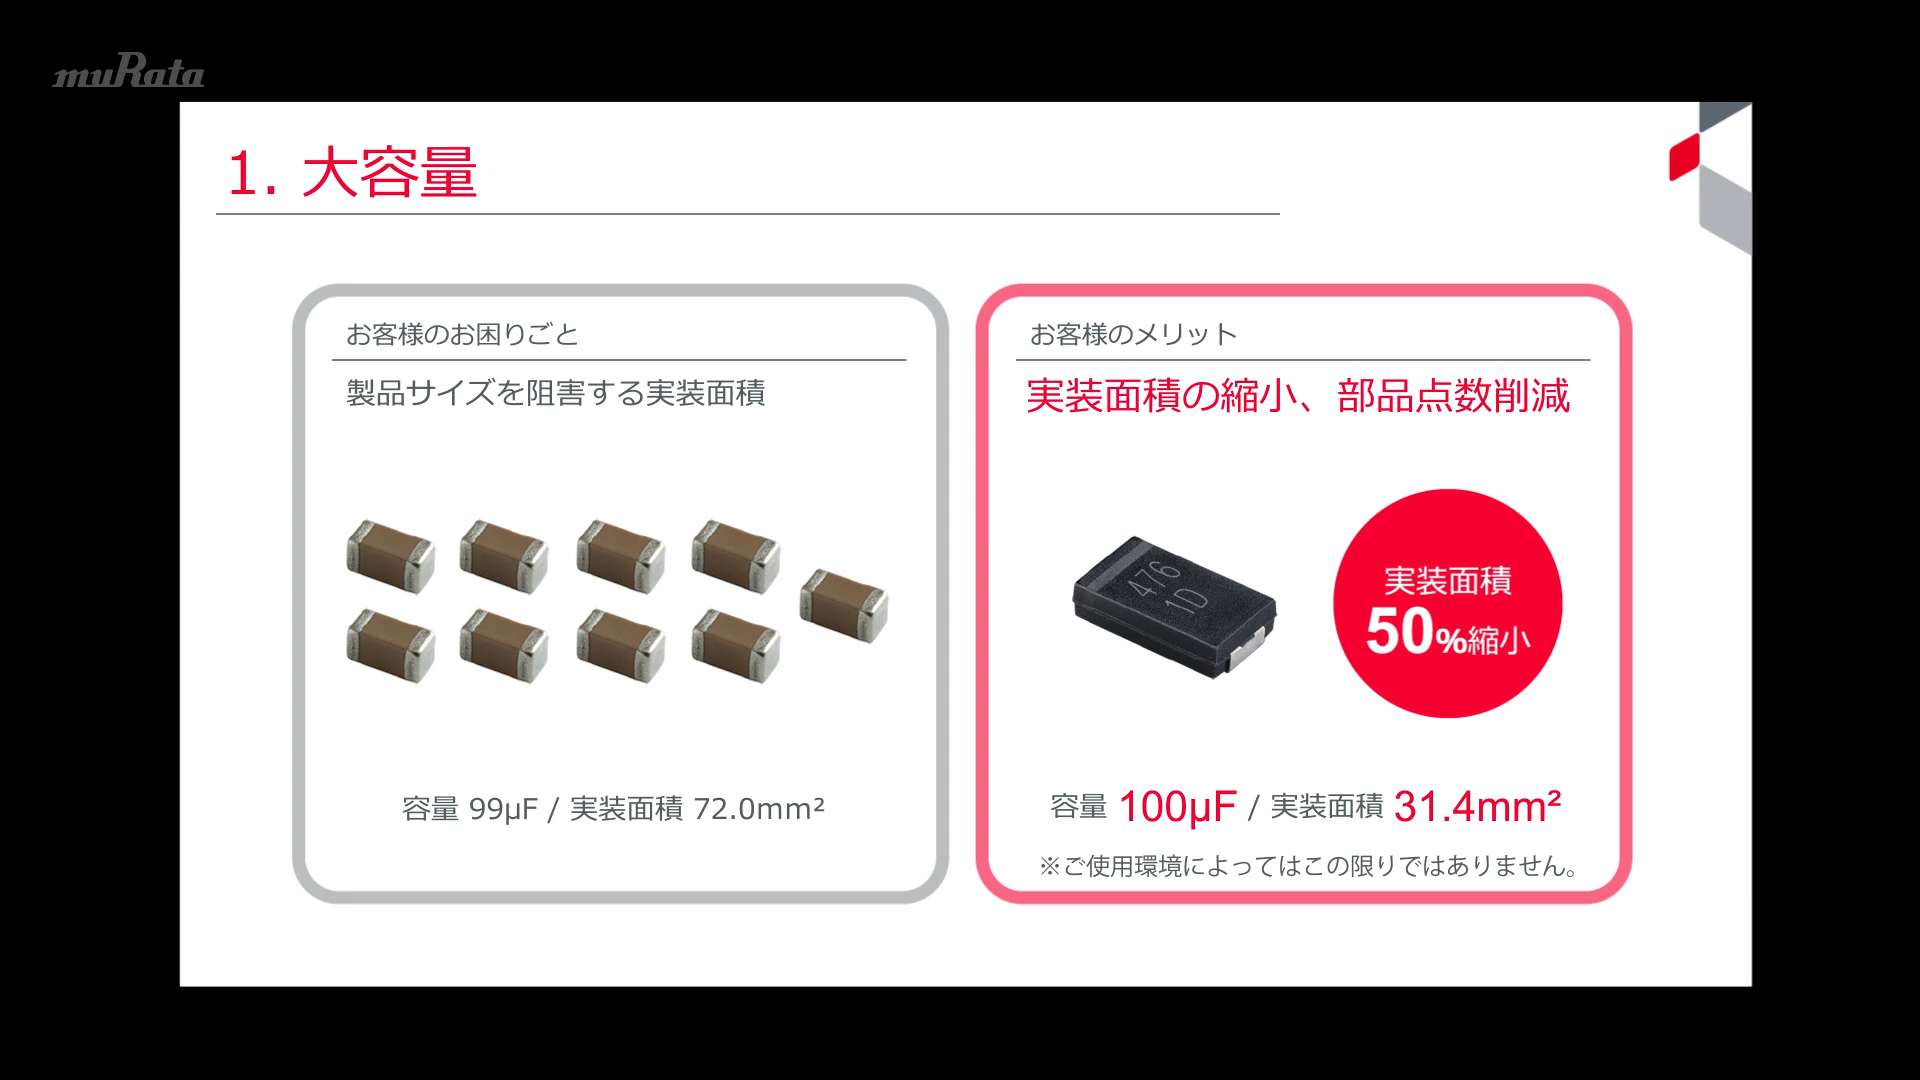 muRata
1. 大容量
お客様のお困りごと
製品サイズを阻害する実装面積
容量 99μF / 実装面積 72.0mm²
お客様のメリット
実装面積の縮小、部品点数削減
476
1D
実装面積
50%縮小
容量 100μF / 実装面積 31.4mm²
※ご使用環境によってはこの限りではありません。